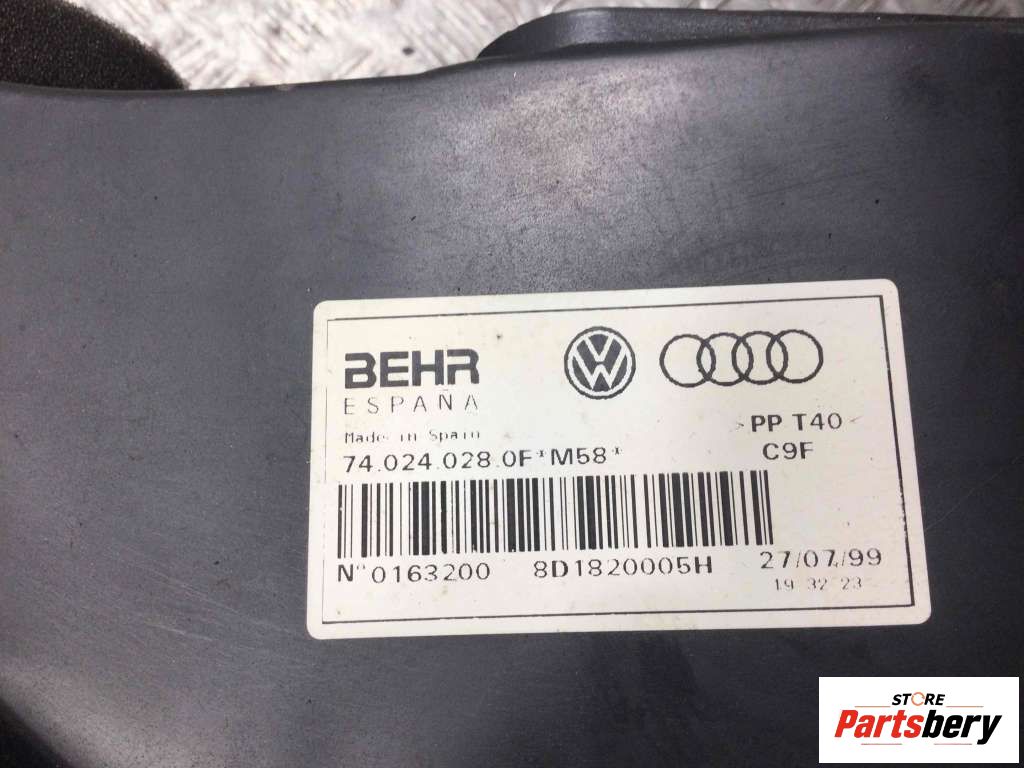 BEHR
ESPAÑA
Made in Spain
>PP T40<
74.024.028.0F*M58*
C9F
N° 0163200 8D1820005H 27/07/99
19 32 23
STORE
Partsbery